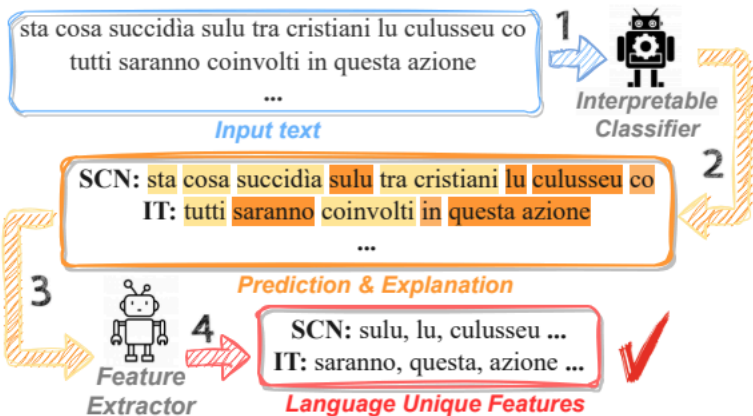 sta cosa succidìa sulu tra cristiani lu culusseu co
tutti saranno coinvolti in questa azione
...
Input text
1
Interpretable
Classifier
2
SCN: sta cosa succidìa sulu tra cristiani lu culusseu co
IT: tutti saranno coinvolti in questa azione
...
Prediction & Explanation
3
Feature
Extractor
4
SCN: sulu, lu, culusseu ...
IT: saranno, questa, azione ...
Language Unique Features